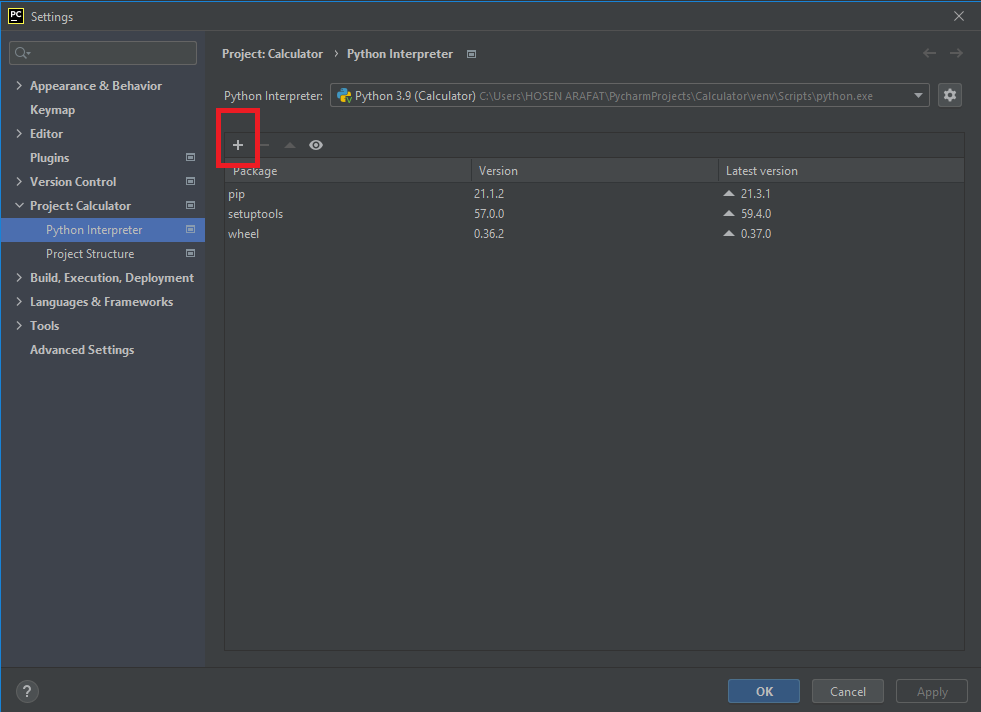 PC Settings
Project: Calculator › Python Interpreter
Appearance & Behavior
Keymap
Editor
Plugins
Version Control
Project: Calculator
Python Interpreter
Project Structure
Build, Execution, Deployment
Languages & Frameworks
Tools
Advanced Settings
Python Interpreter: Python 3.9 (Calculator) C:\Users\HOSEN ARAFAT\PycharmProjects\Calculator\venv\Scripts\python.exe
Package Version Latest version
pip 21.1.2 21.3.1
setuptools 57.0.0 59.4.0
wheel 0.36.2 0.37.0
? OK Cancel Apply